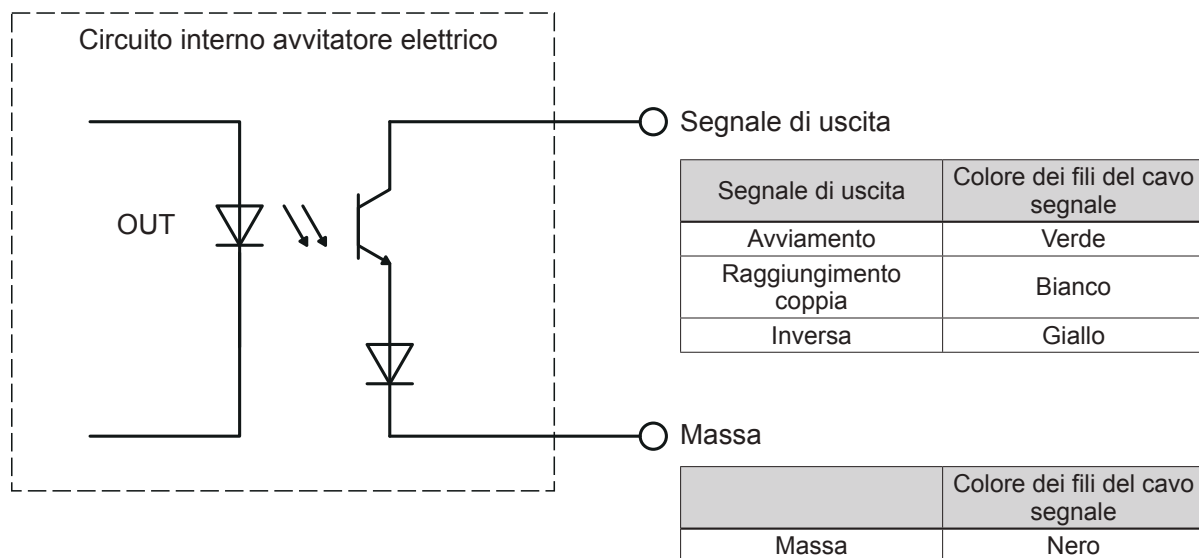 Circuito interno avvitatore elettrico
OUT
Segnale di uscita
Segnale di uscita
Colore dei fili del cavo
segnale
Avviamento
Verde
Raggiungimento
coppia
Bianco
Inversa
Giallo
Massa
Colore dei fili del cavo
segnale
Massa
Nero